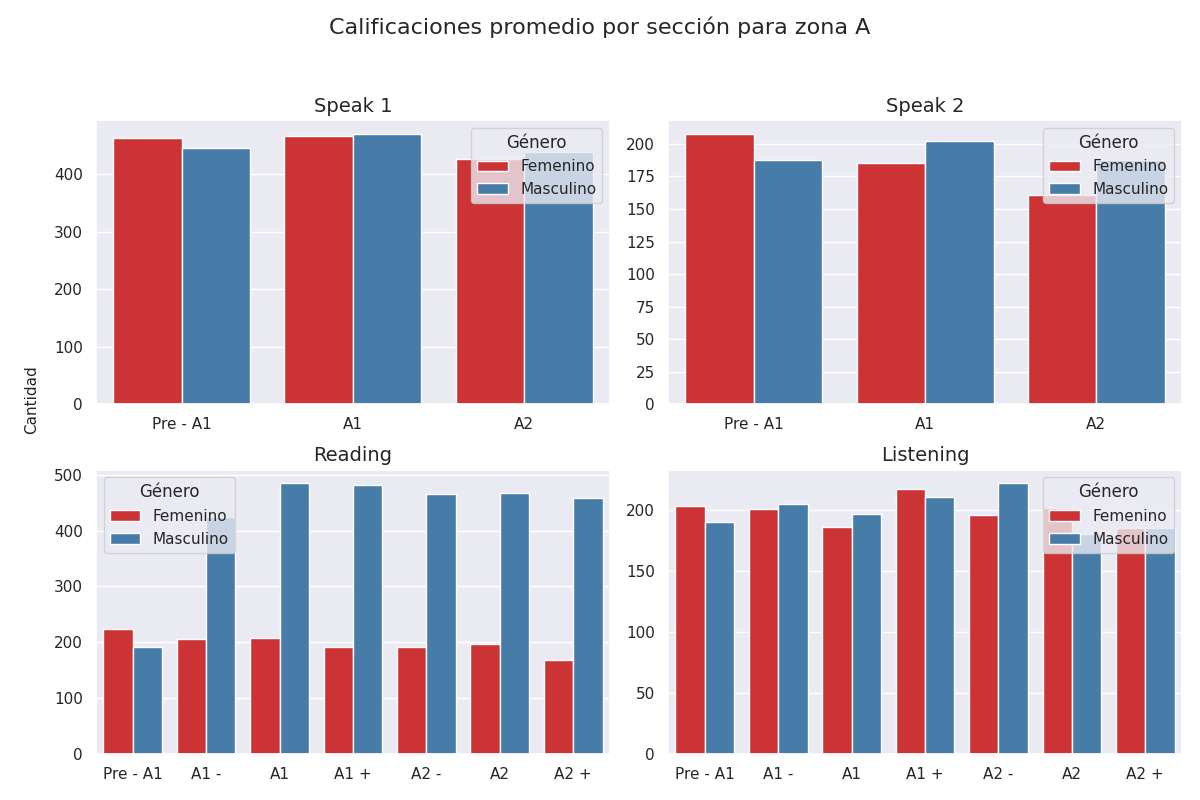 Calificaciones promedio por sección para zona A
Cantidad
Speak 1
400
300
200
100
0
Pre - A1 A1 A2
Género
Femenino
Masculino
Speak 2
200
175
150
125
100
75
50
25
0
Pre - A1 A1 A2
Género
Femenino
Masculino
Reading
500
400
300
200
100
0
Pre - A1 A1 - A1 A1 + A2 - A2 A2 +
Género
Femenino
Masculino
Listening
200
150
100
50
0
Pre - A1 A1 - A1 A1 + A2 - A2 A2 +
Género
Femenino
Masculino